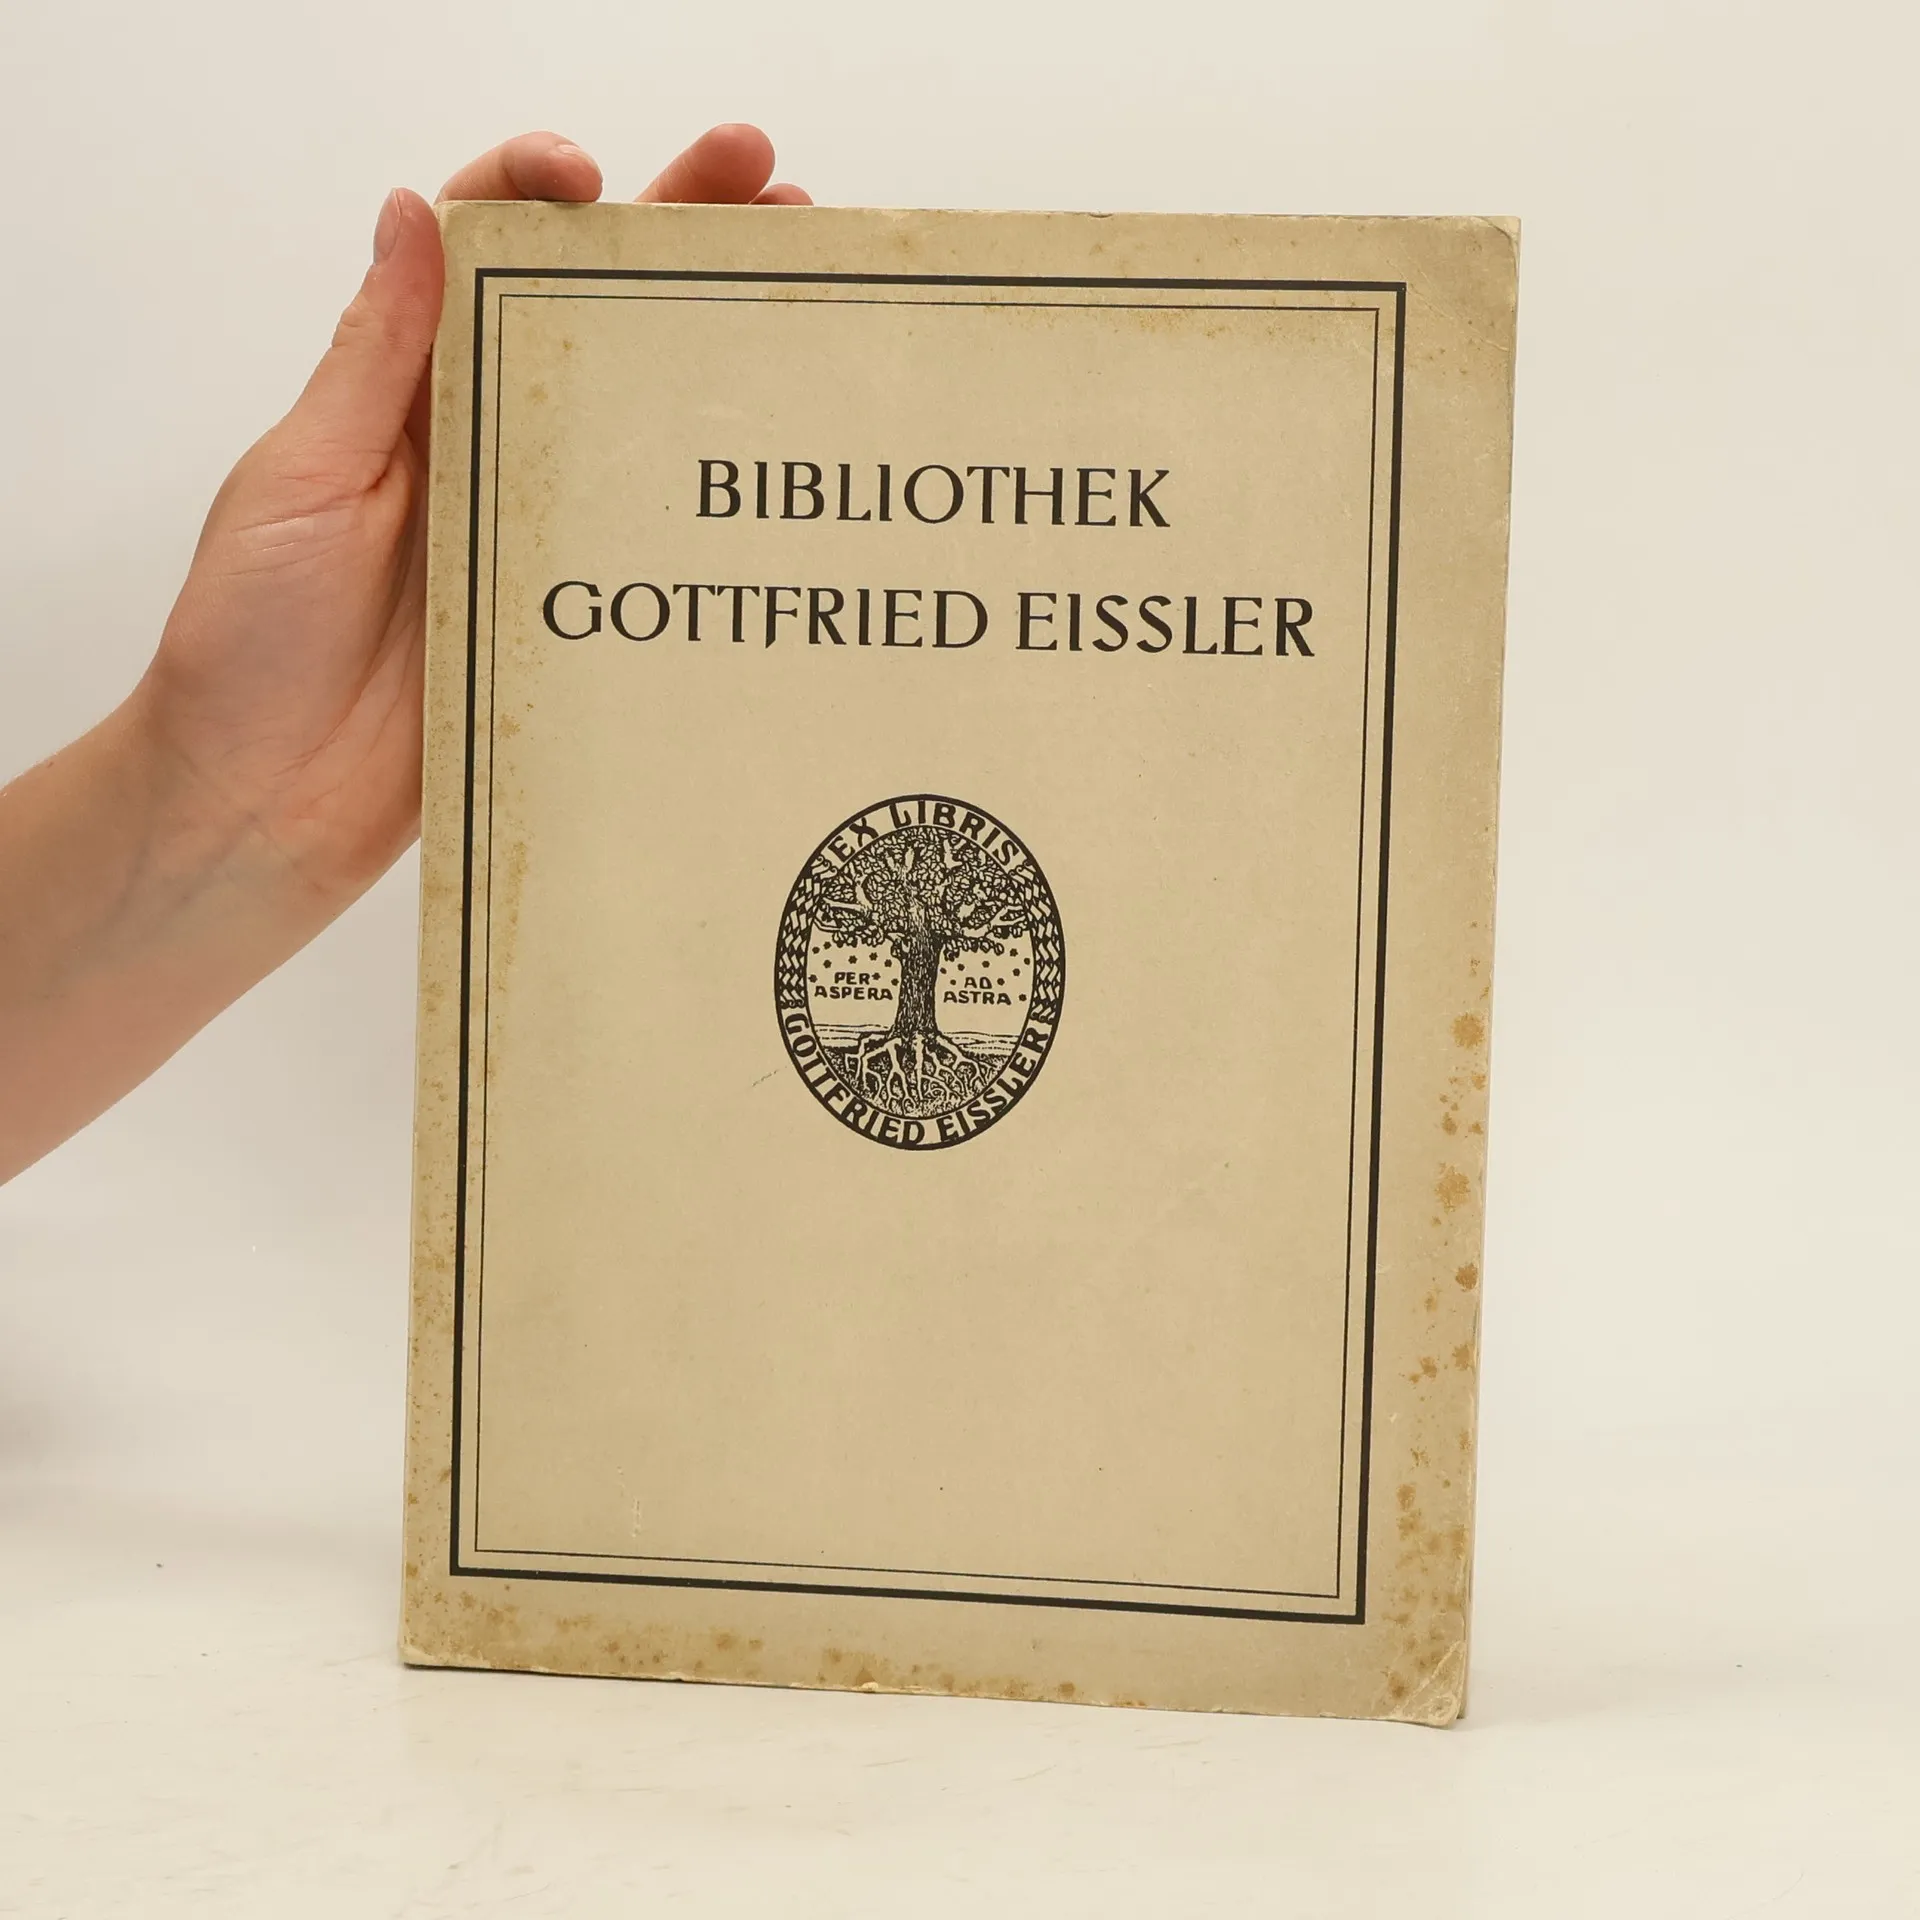 BIBLIOTHEK
GOTTFRIED EISSLER
EX LIBRIS
PER
ASPERA
AD
ASTRA
GOTTFRIED EISSLER